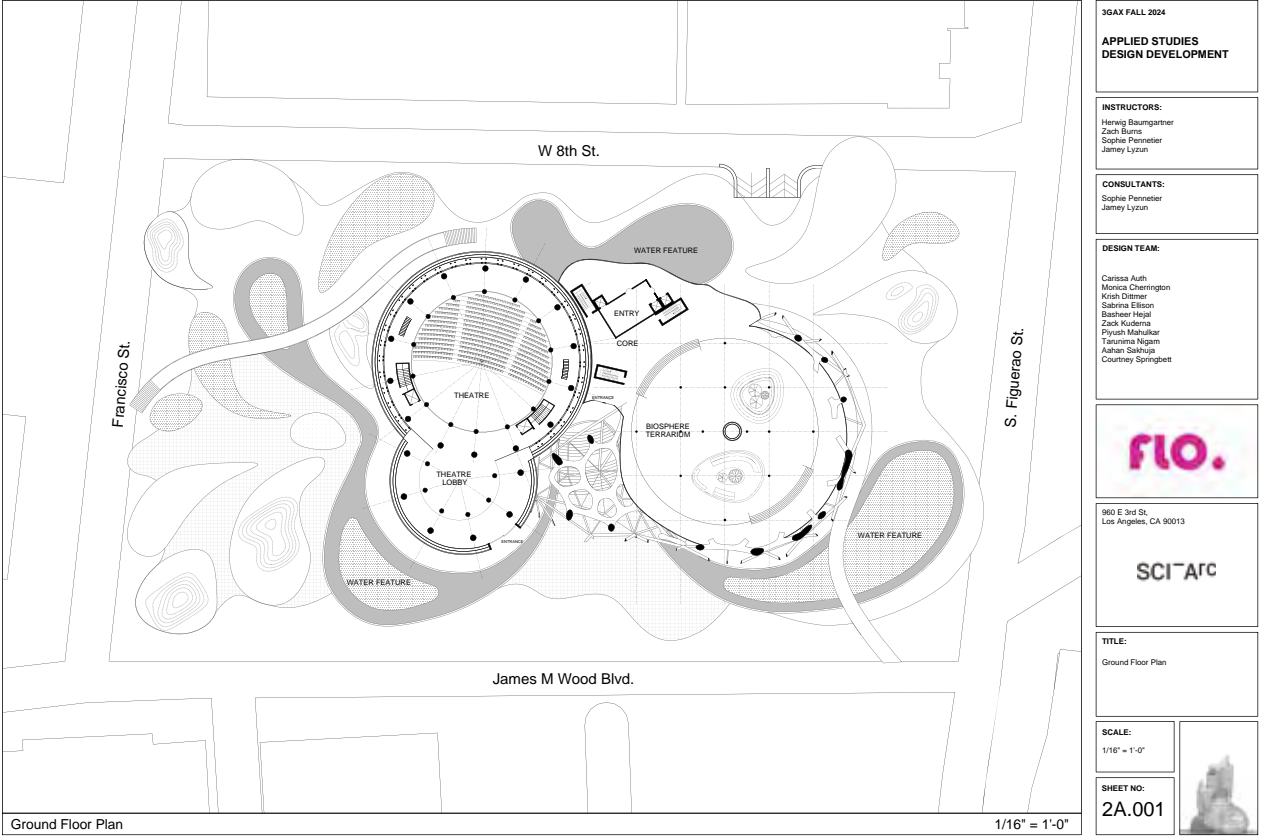 W 8th St.
Francisco St.
S. Figuerao St.
James M Wood Blvd.
WATER FEATURE
ENTRY
CORE
ENTRANCE
THEATRE
BIOSPHERE
TERRARIUM
THEATRE
LOBBY
ENTRANCE
WATER FEATURE
WATER FEATURE
Ground Floor Plan
1/16" = 1'-0"
3GAX FALL 2024
APPLIED STUDIES
DESIGN DEVELOPMENT
INSTRUCTORS:
Herwig Baumgartner
Zach Burns
Sophie Pennetier
Jamey Lyzun
CONSULTANTS:
Sophie Pennetier
Jamey Lyzun
DESIGN TEAM:
Carissa Auth
Monica Cherrington
Krish Dittmer
Sabrina Ellison
Basheer Hejal
Zack Kuderna
Piyush Mahulkar
Tarunima Nigam
Aahan Sakhuja
Courtney Springbett
FLO.
960 E 3rd St,
Los Angeles, CA 90013
SCI-Arc
TITLE:
Ground Floor Plan
SCALE:
1/16" = 1'-0"
SHEET NO:
2A.001